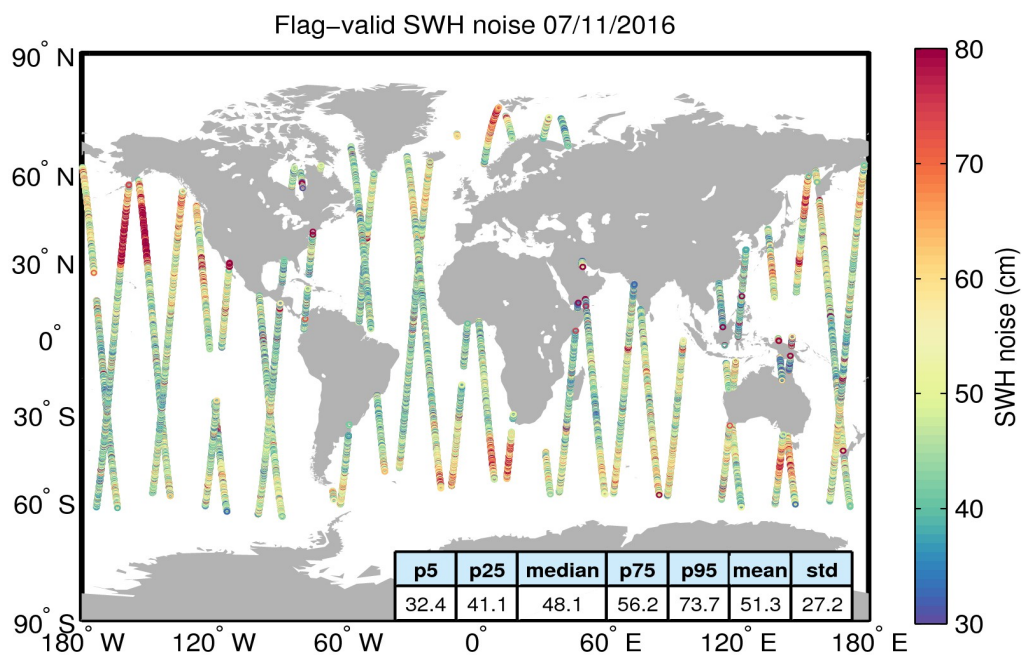 Flag−valid SWH noise 07/11/2016
90° N
60° N
30° N
0°
30° S
60° S
90° S
180° W
120° W
60° W
0°
60° E
120° E
180° E
p5 p25 median p75 p95 mean std
32.4 41.1 48.1 56.2 73.7 51.3 27.2
80
70
60
50
40
30
SWH noise (cm)